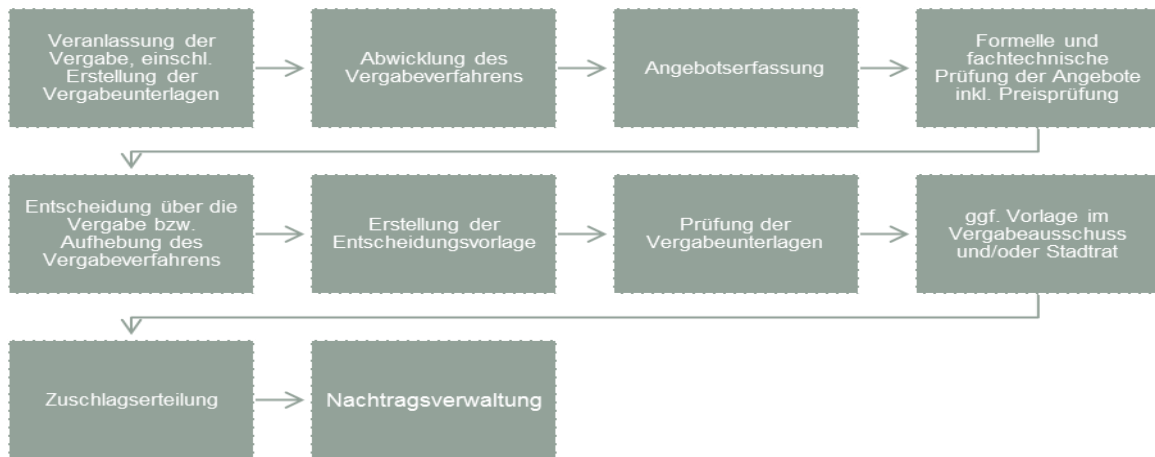 Veranlassung der
Vergabe, einschl.
Erstellung der
Vergabeunterlagen
Abwicklung des
Vergabeverfahrens
Angebotserfassung
Formelle und
fachtechnische
Prüfung der Angebote
inkl. Preisprüfung
Entscheidung über die
Vergabe bzw.
Aufhebung des
Vergabeverfahrens
Erstellung der
Entscheidungsvorlage
Prüfung der
Vergabeunterlagen
ggf. Vorlage im
Vergabeausschuss
und/oder Stadtrat
Zuschlagserteilung
Nachtragsverwaltung